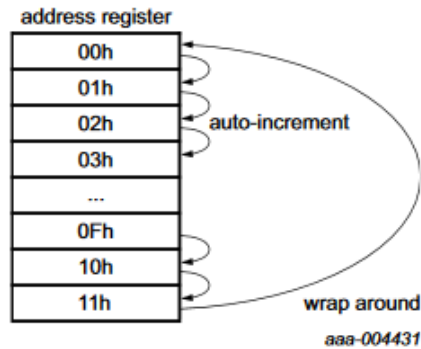 address register
00h
01h
02h
auto-increment
03h
...
0Fh
10h
11h
wrap around
aaa-004431